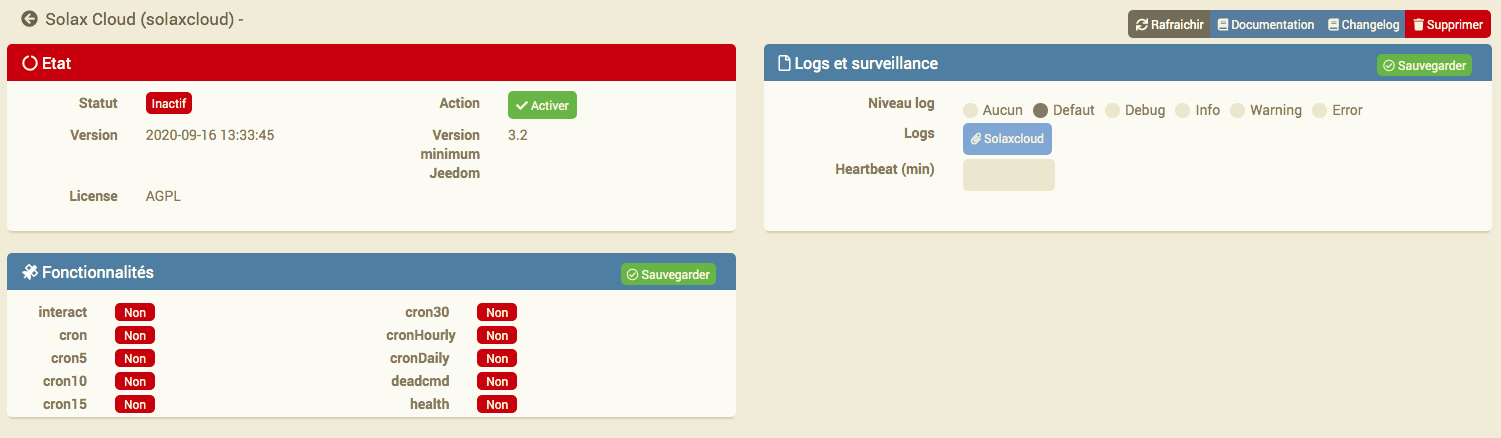 Solax Cloud (solaxcloud) -
Rafraichir Documentation Changelog Supprimer
Etat
Statut Inactif Action Activer
Version 2020-09-16 13:33:45 Version 3.2
minimum
Jeedom
License AGPL
Logs et surveillance Sauvegarder
Niveau log Aucun Defaut Debug Info Warning Error
Logs Solaxcloud
Heartbeat (min)
Fonctionnalités Sauvegarder
interact Non cron30 Non
cron Non cronHourly Non
cron5 Non cronDaily Non
cron10 Non deadcmd Non
cron15 Non health Non